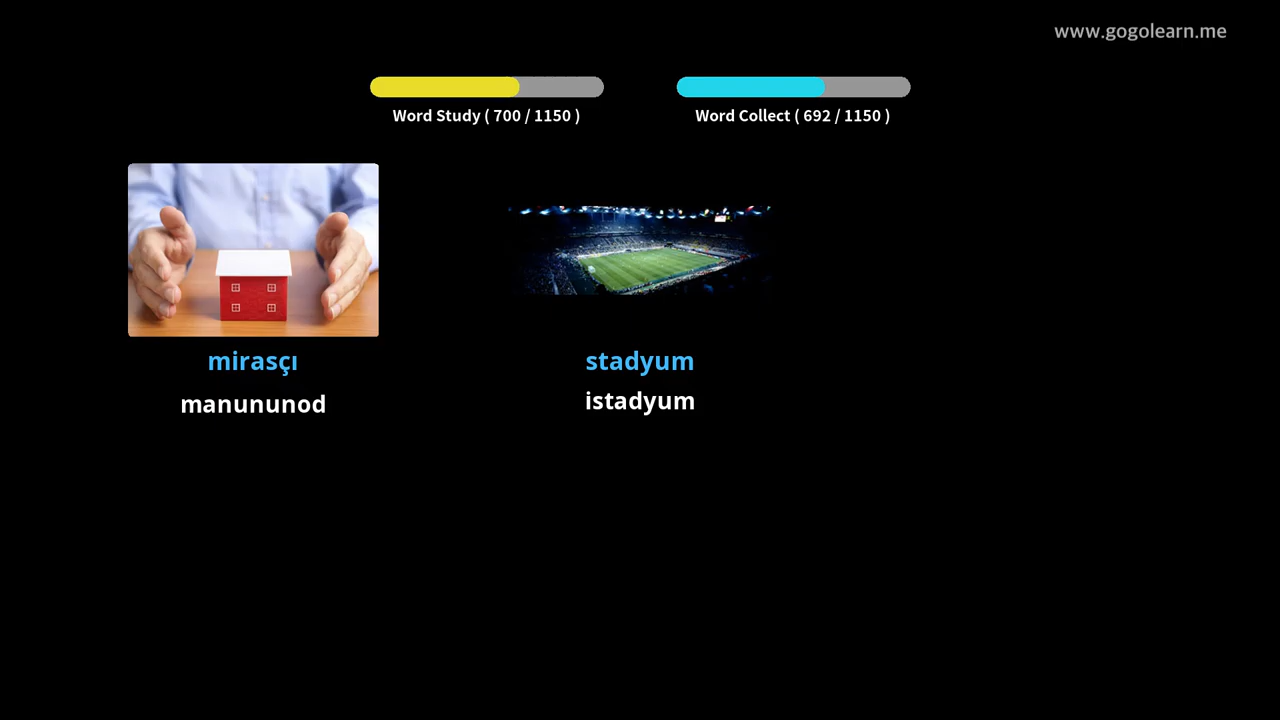 www.gogolearn.me
Word Study ( 700 / 1150 )
Word Collect ( 692 / 1150 )
mirasçı
stadyum
manununod
istadyum